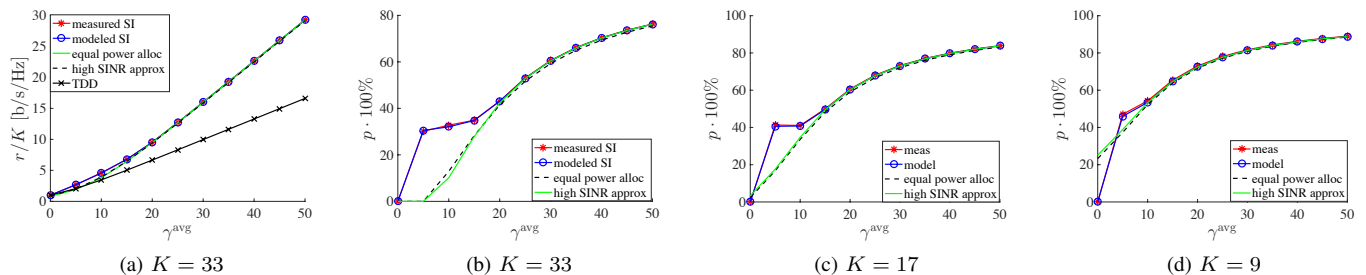 r/K [b/s/Hz]
30
25
20
15
10
5
0
measured SI
modeled SI
equal power alloc
high SINR approx
TDD
0 10 20 30 40 50
γ^avg
(a) K = 33
p · 100%
80
60
40
20
0
measured SI
modeled SI
equal power alloc
high SINR approx
0 10 20 30 40 50
γ^avg
(b) K = 33
p · 100%
100
80
60
40
20
0
meas
model
equal power alloc
high SINR approx
0 10 20 30 40 50
γ^avg
(c) K = 17
p · 100%
100
80
60
40
20
0
meas
model
equal power alloc
high SINR approx
0 10 20 30 40 50
γ^avg
(d) K = 9